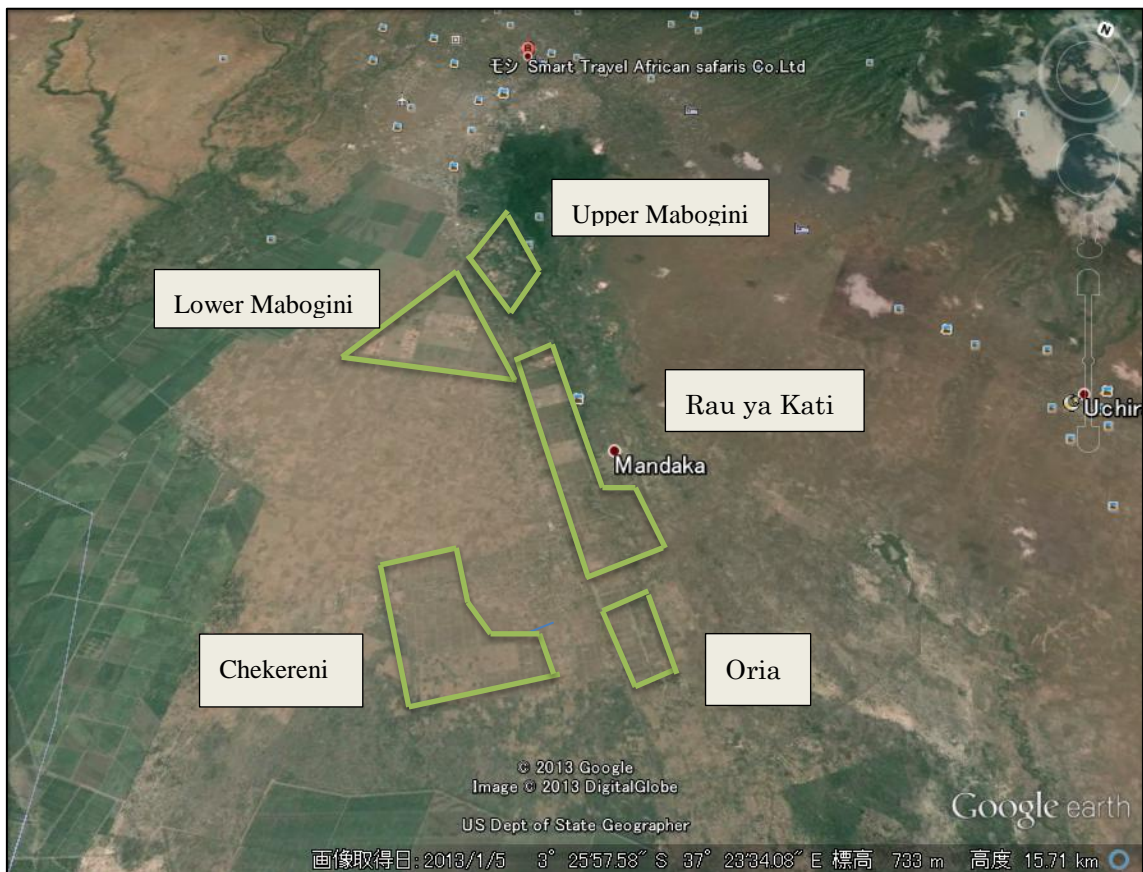 N
モシ Smart Travel African safaris Co.Ltd
Upper Mabogini
Lower Mabogini
Rau ya Kati
Uchir
Mandaka
Chekereni
Oria
© 2013 Google
Image © 2013 DigitalGlobe
US Dept of State Geographer
Google earth
画像取得日: 2013/1/5 3° 25'57.58" S 37° 23'34.08" E 標高 733 m 高度 15.71 km